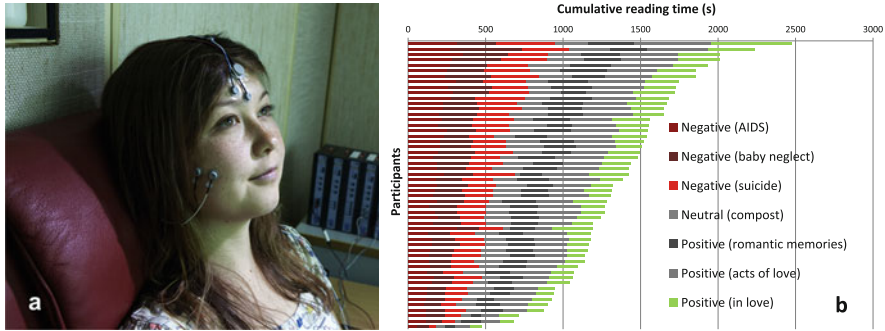 a
Cumulative reading time (s)
0 500 1000 1500 2000 2500 3000
Participants
Negative (AIDS)
Negative (baby neglect)
Negative (suicide)
Neutral (compost)
Positive (romantic memories)
Positive (acts of love)
Positive (in love)
b